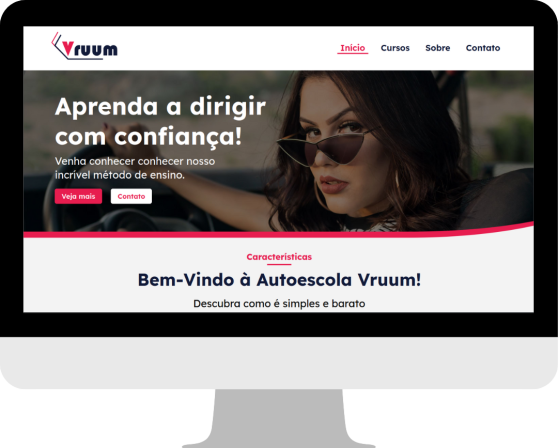 Vruum
Início
Cursos
Sobre
Contato
Aprenda a dirigir
com confiança!
Venha conhecer conhecer nosso
incrível método de ensino.
Veja mais
Contato
Características
Bem-Vindo à Autoescola Vruum!
Descubra como é simples e barato